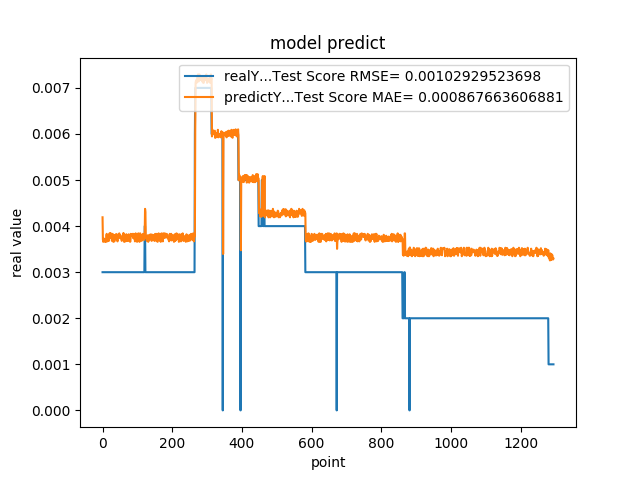 model predict
realY...Test Score RMSE= 0.00102929523698
predictY...Test Score MAE= 0.000867663606881
real value
0.007
0.006
0.005
0.004
0.003
0.002
0.001
0.000
0 200 400 600 800 1000 1200
point